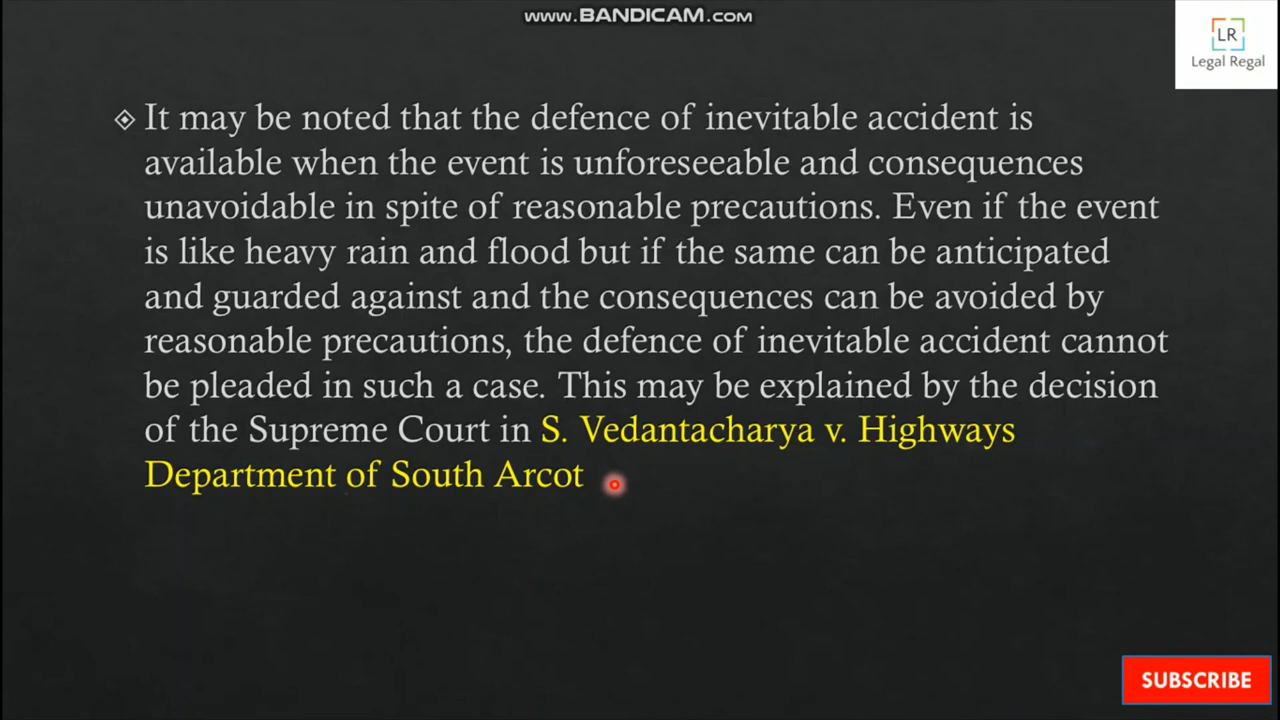 www.BANDICAM.com
LR
Legal Regal
It may be noted that the defence of inevitable accident is
available when the event is unforeseeable and consequences
unavoidable in spite of reasonable precautions. Even if the event
is like heavy rain and flood but if the same can be anticipated
and guarded against and the consequences can be avoided by
reasonable precautions, the defence of inevitable accident cannot
be pleaded in such a case. This may be explained by the decision
of the Supreme Court in S. Vedantacharya v. Highways
Department of South Arcot
SUBSCRIBE